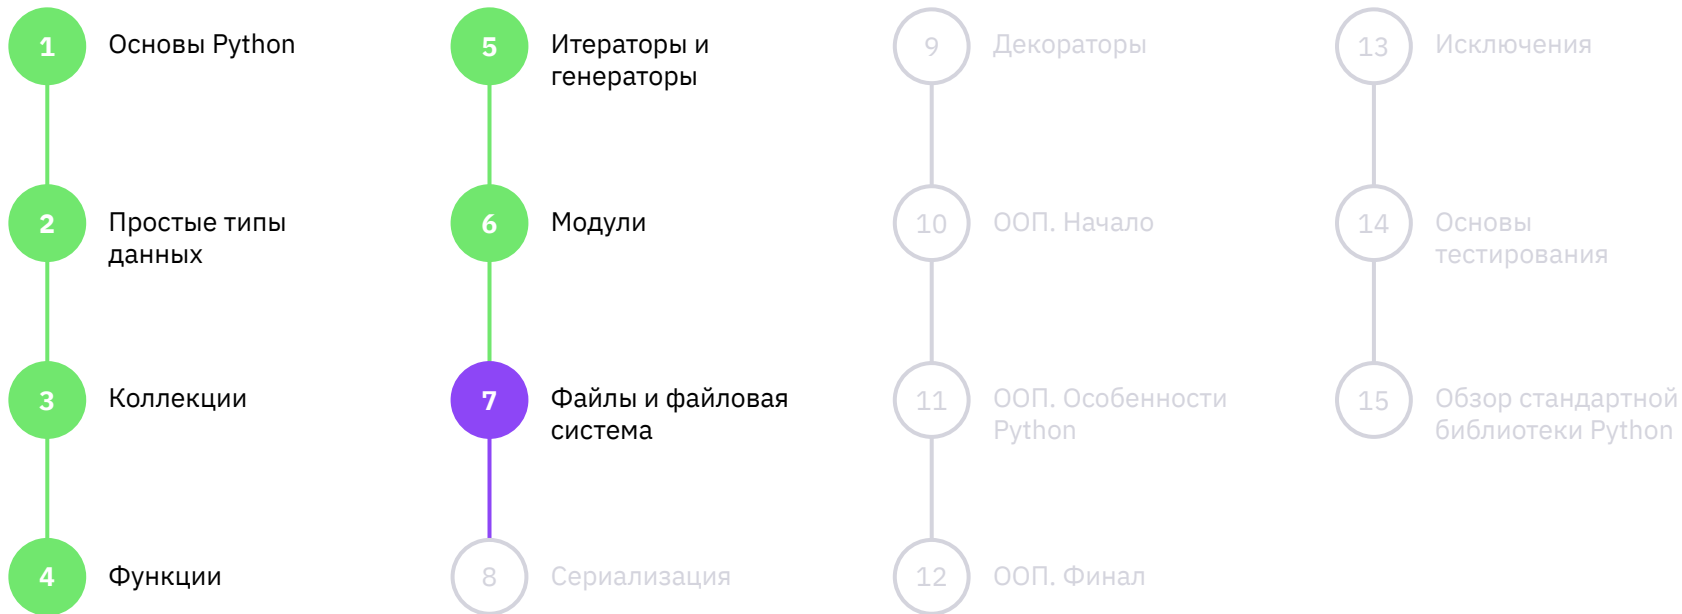 1
Основы Python
2
Простые типы
данных
3
Коллекции
4
Функции
5
Итераторы и
генераторы
6
Модули
7
Файлы и файловая
система
8
Сериализация
9
Декораторы
10
ООП. Начало
11
ООП. Особенности
Python
12
ООП. Финал
13
Исключения
14
Основы
тестирования
15
Обзор стандартной
библиотеки Python